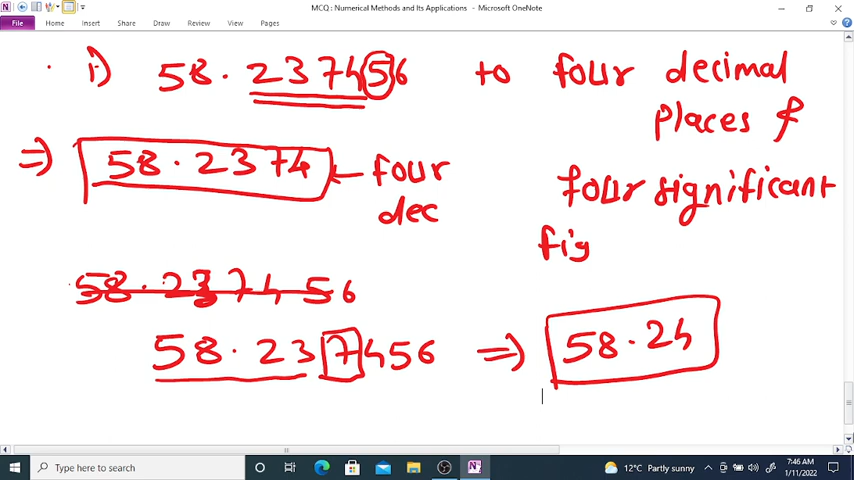 MCQ : Numerical Methods and Its Applications - Microsoft OneNote
File Home Insert Share Draw Review View Pages
i) 58.237456 to four decimal
places &
=) 58.2374 ← four
dec
four significant
fig
58.237456
58.237456 =) 58.24
Type here to search
12°C Partly sunny
7:46 AM
1/11/2022